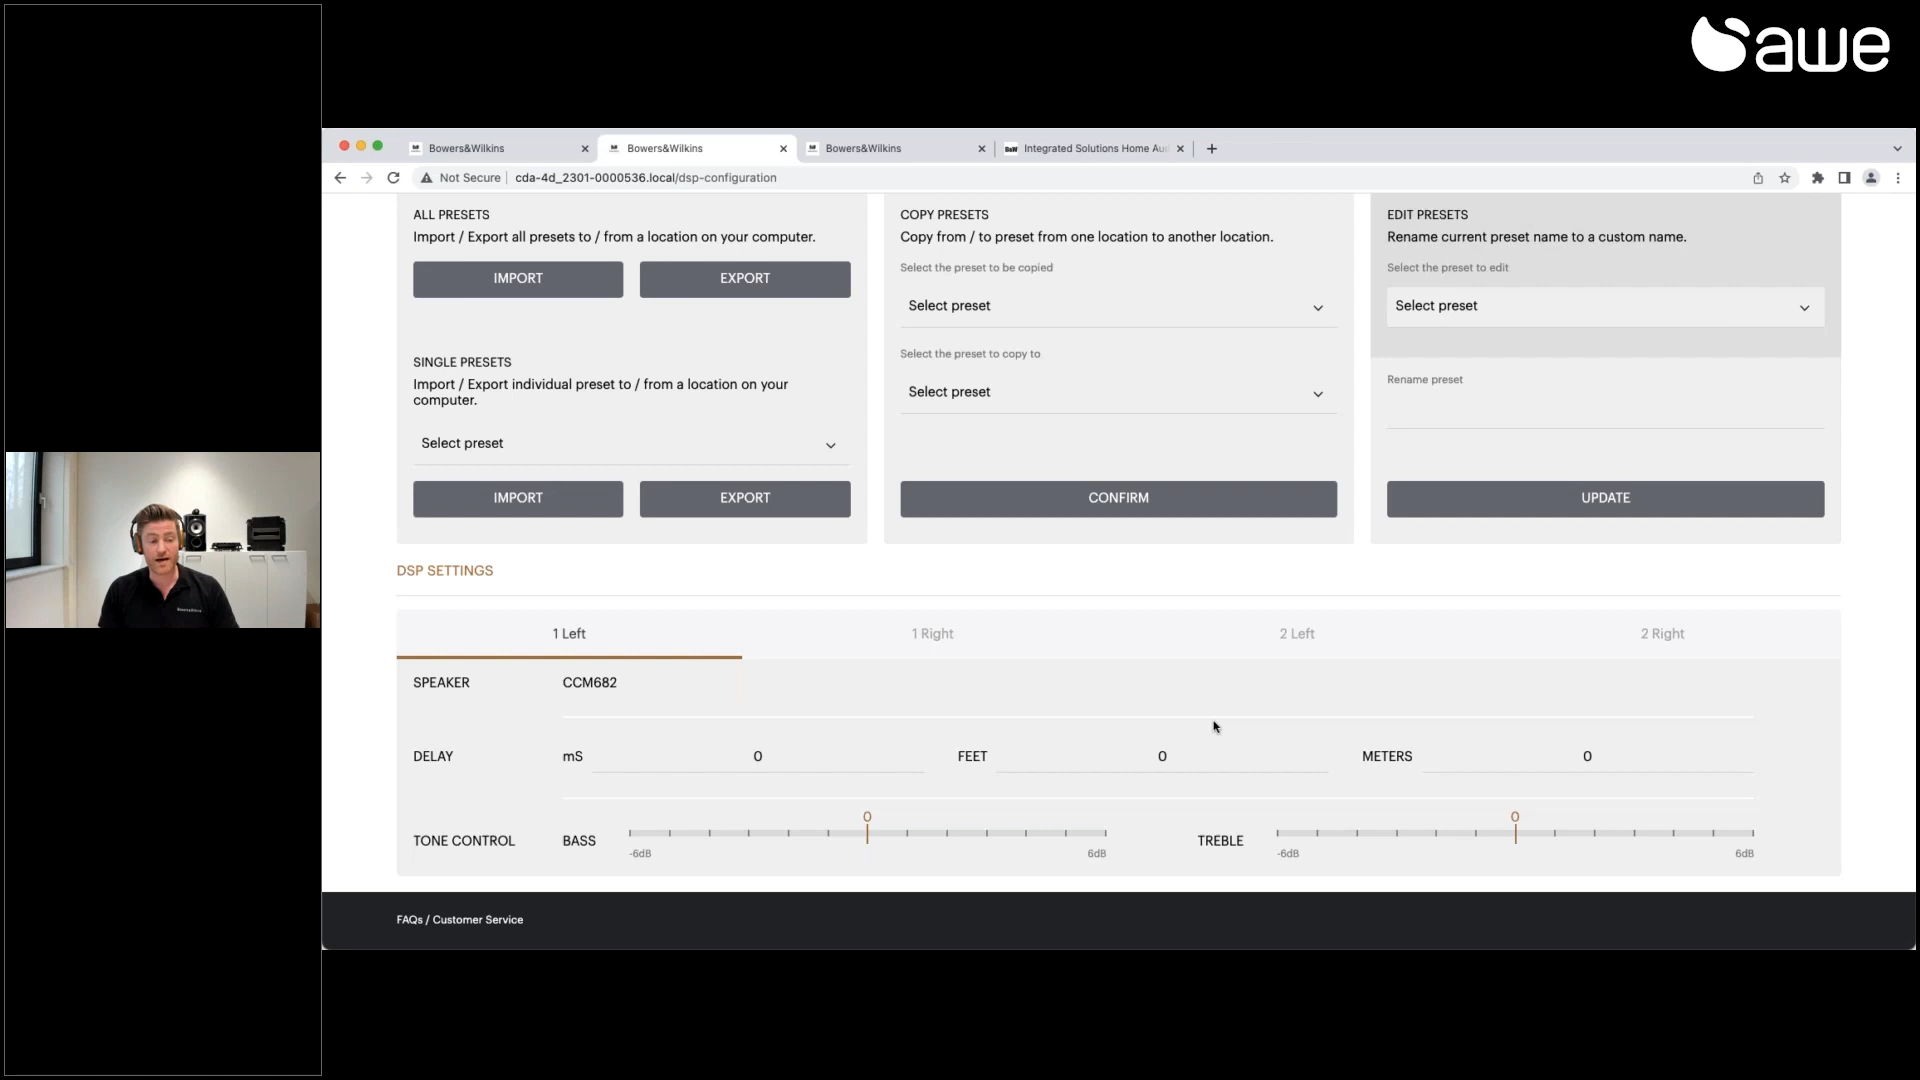 awe
Bowers&Wilkins
Bowers&Wilkins
Bowers&Wilkins
B&W Integrated Solutions Home Aud
Not Secure | cda-4d_2301-0000536.local/dsp-configuration
ALL PRESETS
Import / Export all presets to / from a location on your computer.
IMPORT
EXPORT
SINGLE PRESETS
Import / Export individual preset to / from a location on your
computer.
Select preset
IMPORT
EXPORT
COPY PRESETS
Copy from / to preset from one location to another location.
Select the preset to be copied
Select preset
Select the preset to copy to
Select preset
CONFIRM
EDIT PRESETS
Rename current preset name to a custom name.
Select the preset to edit
Select preset
Rename preset
UPDATE
DSP SETTINGS
1 Left
1 Right
2 Left
2 Right
SPEAKER CCM682
DELAY mS 0 FEET 0 METERS 0
TONE CONTROL BASS 0 -6dB 6dB TREBLE 0 -6dB 6dB
FAQs / Customer Service
Bowers&Wilkins